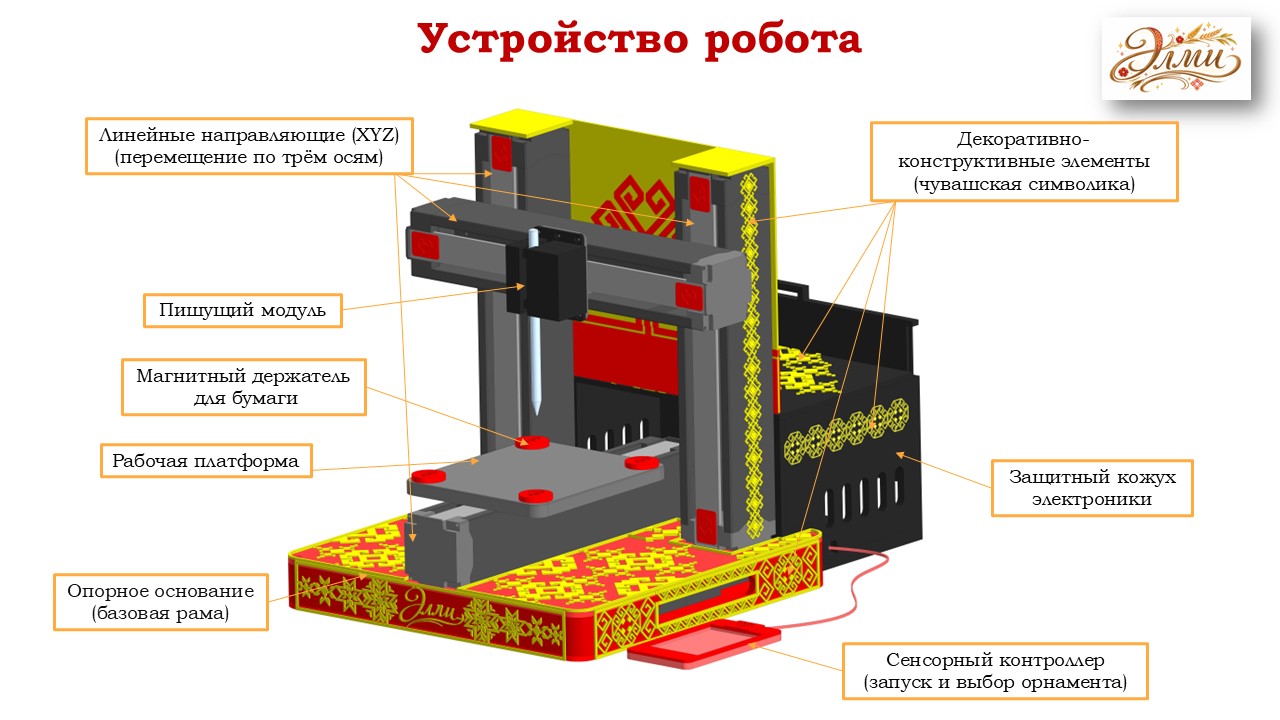 Устройство робота
Элми
Линейные направляющие (XYZ)
(перемещение по трём осям)
Декоративно-
конструктивные элементы
(чувашская символика)
Пишущий модуль
Магнитный держатель
для бумаги
Рабочая платформа
Защитный кожух
электроники
Опорное основание
(базовая рама)
Элми
Сенсорный контроллер
(запуск и выбор орнамента)